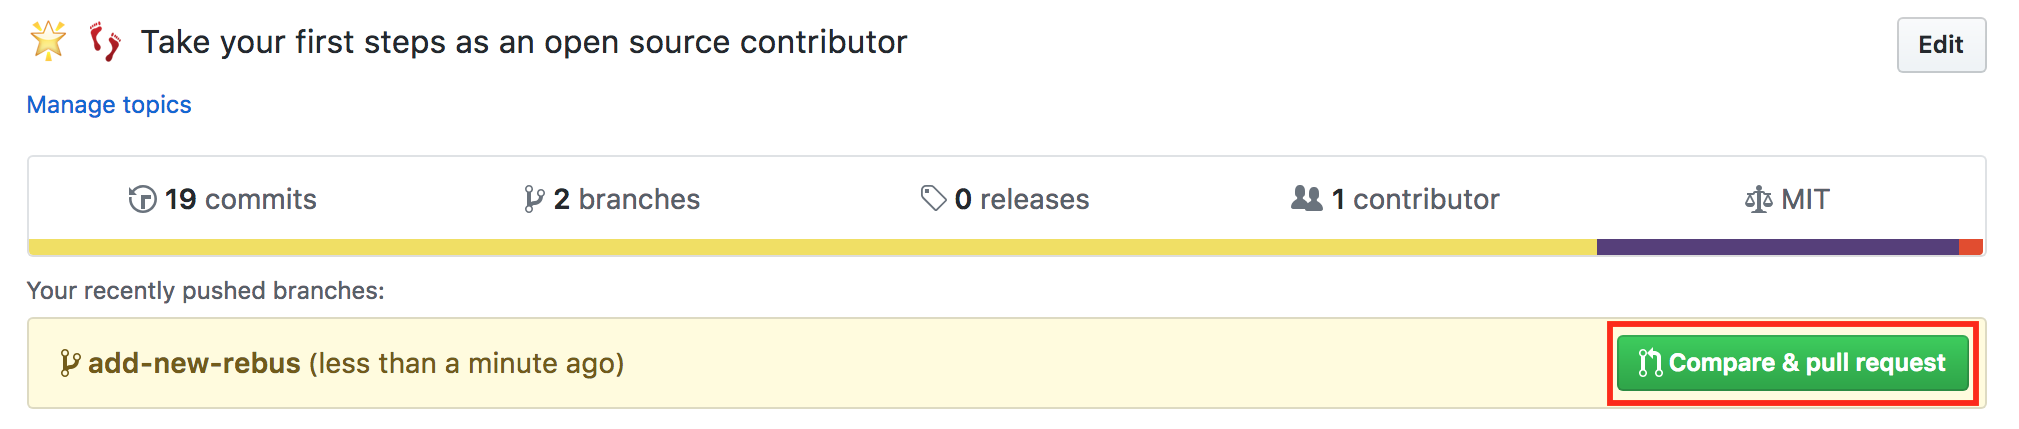 Take your first steps as an open source contributor
Edit
Manage topics
19 commits
2 branches
0 releases
1 contributor
MIT
Your recently pushed branches:
add-new-rebus (less than a minute ago)
Compare & pull request